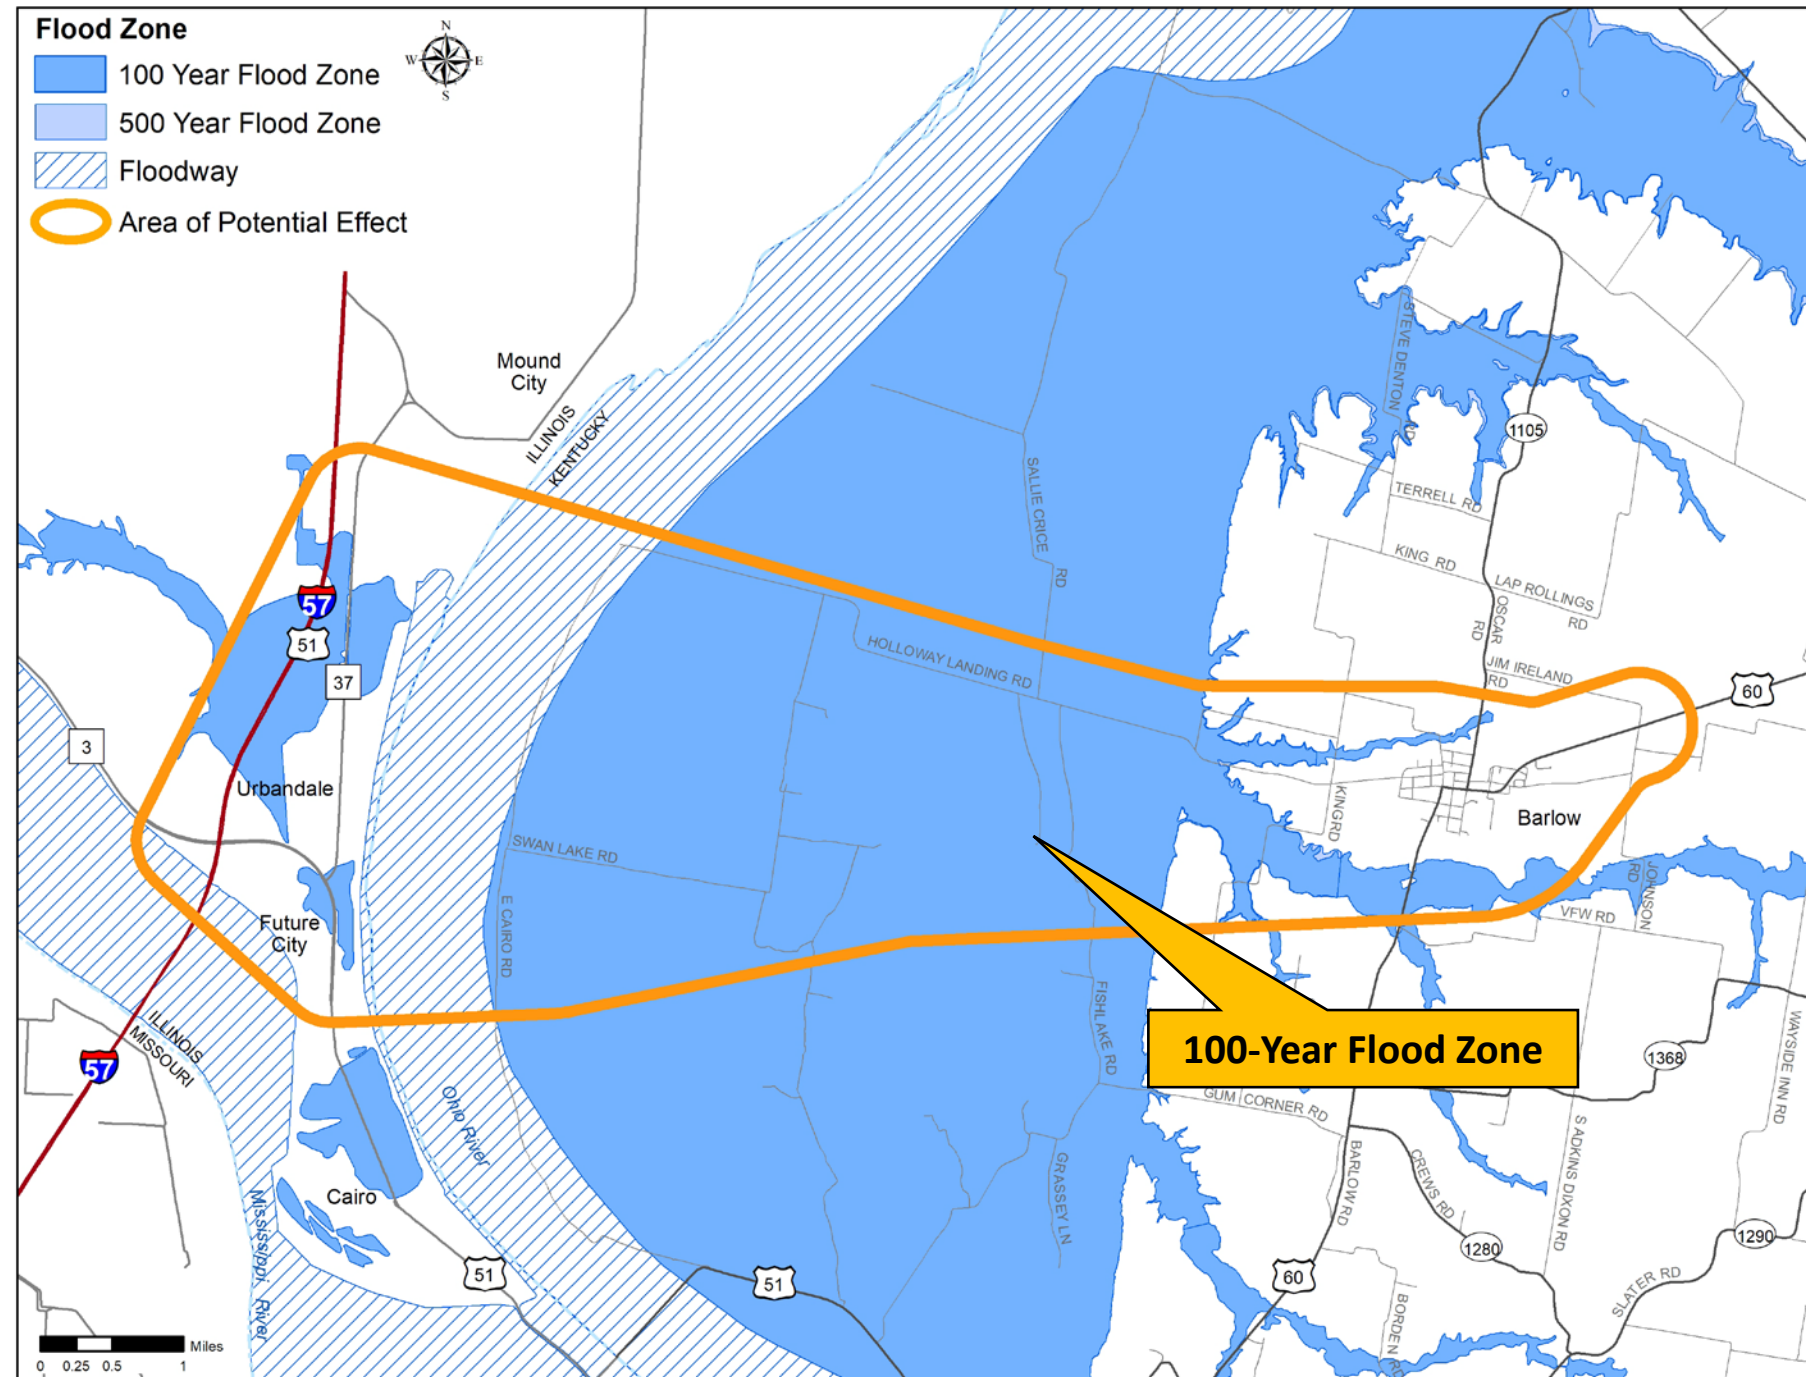 Flood Zone
100 Year Flood Zone
500 Year Flood Zone
Floodway
Area of Potential Effect
N
W
E
S
Mound
City
ILLINOIS
KENTUCKY
STEVE DENTON
RD
1105
SALLIE CRICE
RD
TERRELL RD
KING RD
LAP ROLLINGS
RD
OSCAR
RD
57
51
37
HOLLOWAY LANDING RD
JIM IRELAND
RD
60
3
Urbandale
KINGRD
Barlow
SWAN LAKE RD
E CAIRO RD
JOHNSON
RD
VFW RD
Future
City
ILLINOIS
MISSOURI
57
FISHLAKE RD
100-Year Flood Zone
1368
WAYSIDE INN RD
GUM CORNER RD
Ohio River
S ADKINS DIXON RD
BARLOW RD
CREWS RD
GRASSEY LN
Cairo
Mississippi River
1280
1290
51
51
60
SLATER RD
BORDEN RD
Miles
0 0.25 0.5 1